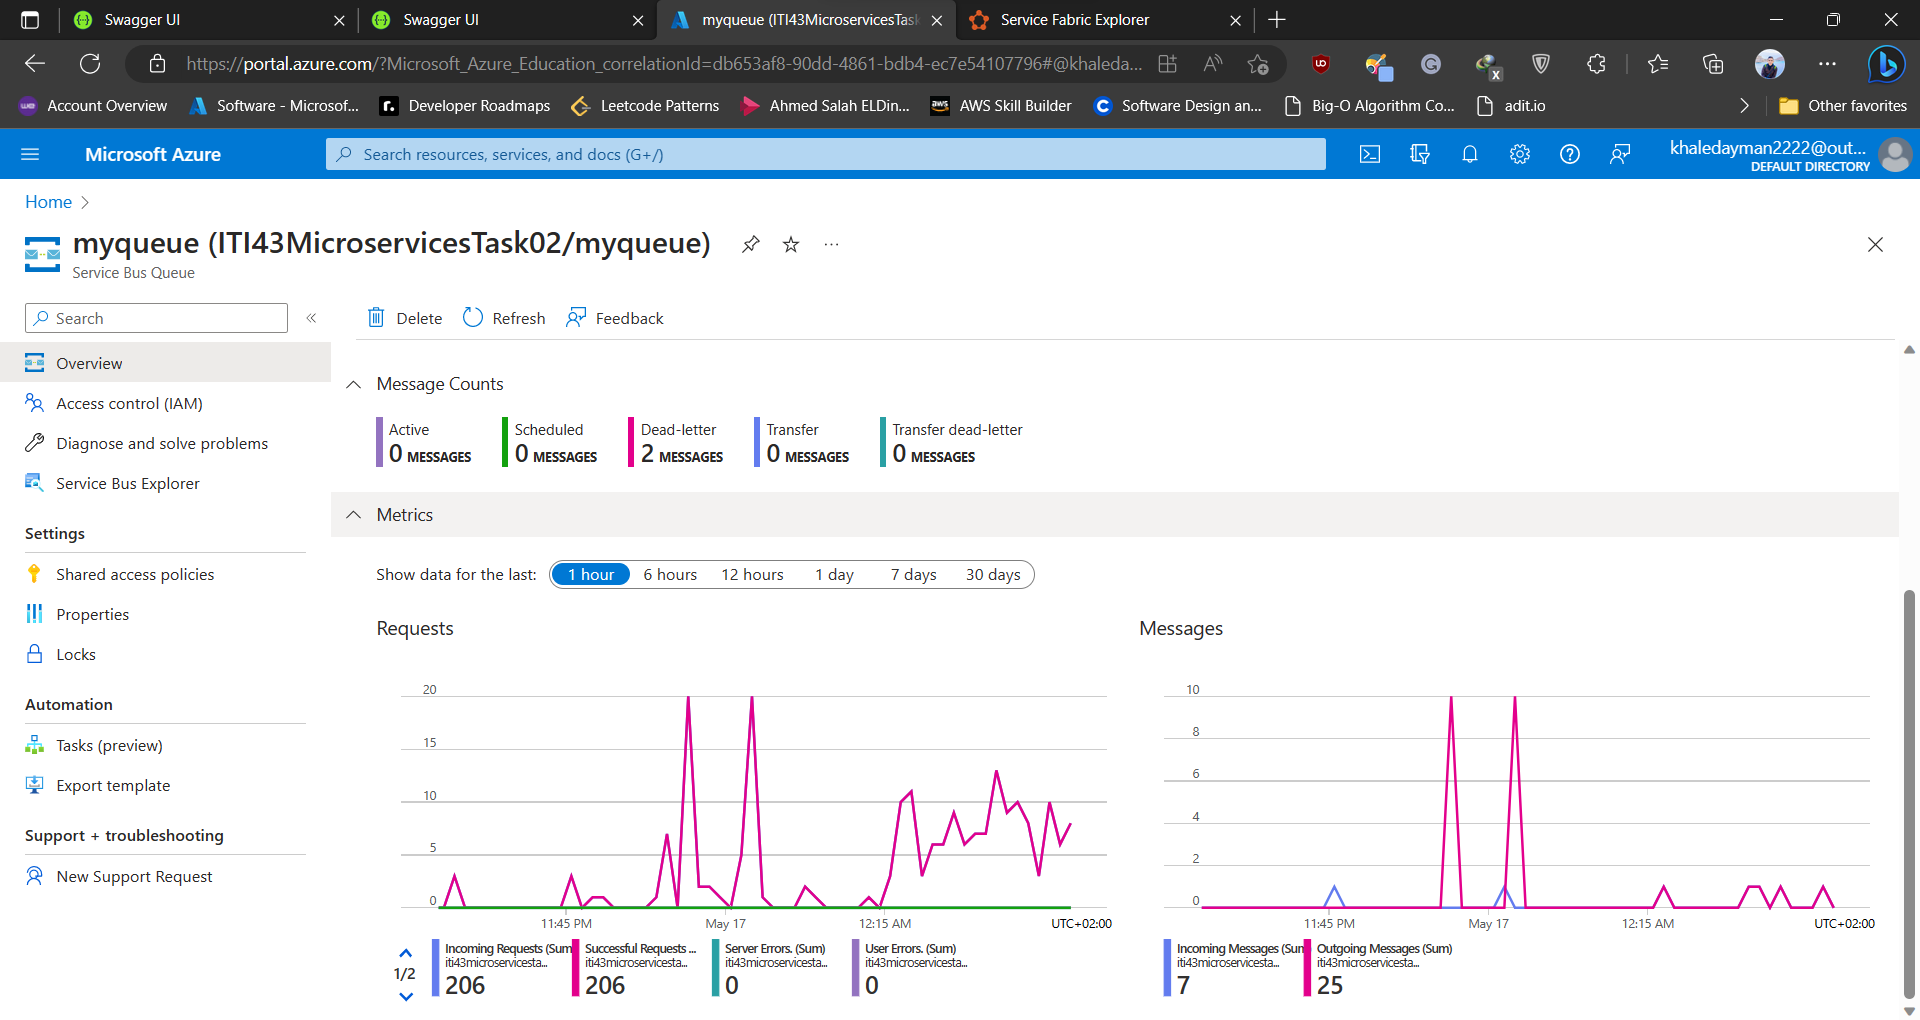 Swagger UI
Swagger UI
myqueue (ITI43MicroservicesTask
Service Fabric Explorer
https://portal.azure.com/?Microsoft_Azure_Education_correlationId=db653af8-90dd-4861-bdb4-ec7e54107796#@khaleda...
Account Overview
Software - Microsof...
Developer Roadmaps
Leetcode Patterns
Ahmed Salah ELDin...
AWS Skill Builder
Software Design an...
Big-O Algorithm Co...
adit.io
Other favorites
Microsoft Azure
Search resources, services, and docs (G+/)
khaledayman2222@out...
DEFAULT DIRECTORY
Home
myqueue (ITI43MicroservicesTask02/myqueue)
Service Bus Queue
Search
Delete
Refresh
Feedback
Overview
Access control (IAM)
Diagnose and solve problems
Service Bus Explorer
Settings
Shared access policies
Properties
Locks
Automation
Tasks (preview)
Export template
Support + troubleshooting
New Support Request
Message Counts
Active
0 MESSAGES
Scheduled
0 MESSAGES
Dead-letter
2 MESSAGES
Transfer
0 MESSAGES
Transfer dead-letter
0 MESSAGES
Metrics
Show data for the last:
1 hour
6 hours
12 hours
1 day
7 days
30 days
Requests
20
15
10
5
0
11:45 PM
May 17
12:15 AM
UTC+02:00
1/2
Incoming Requests (Sum
iti43microservicesta...
206
Successful Requests ...
iti43microservicesta...
206
Server Errors. (Sum)
iti43microservicesta...
0
User Errors. (Sum)
iti43microservicesta...
0
Messages
10
8
6
4
2
0
11:45 PM
May 17
12:15 AM
UTC+02:00
Incoming Messages (Sum
iti43microservicesta...
7
Outgoing Messages (Sum)
iti43microservicesta...
25